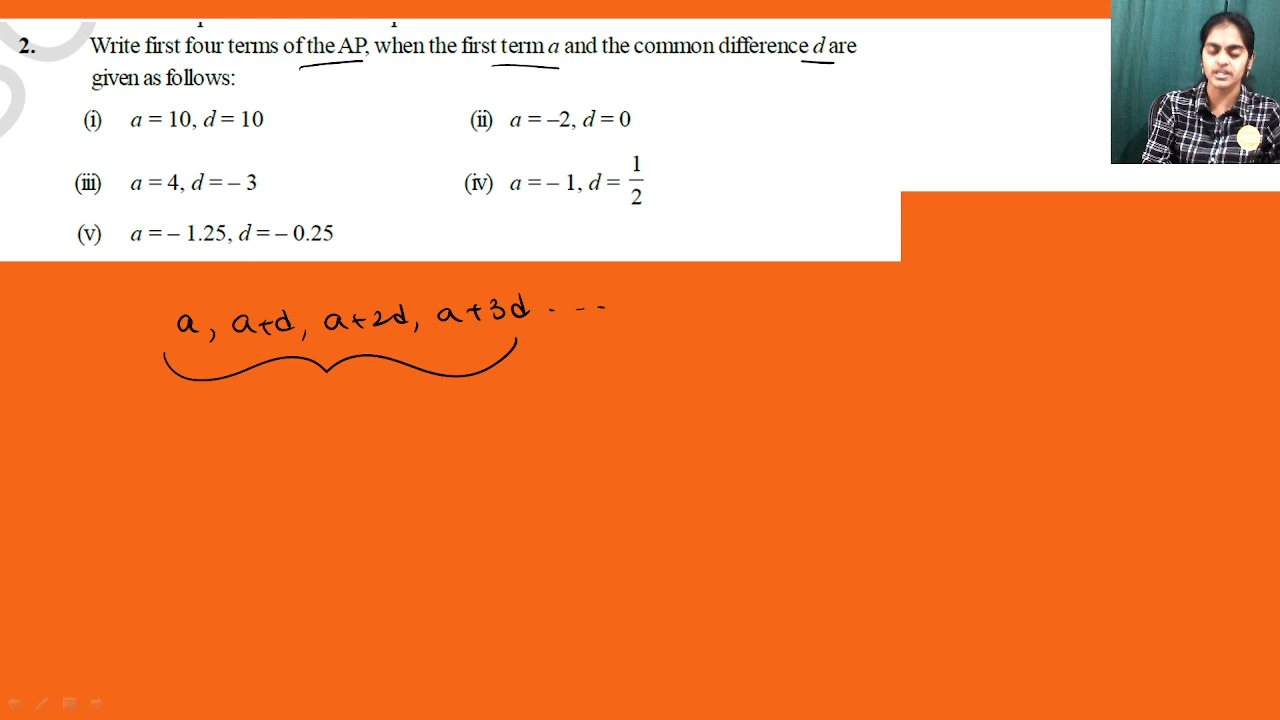 2. Write first four terms of the AP, when the first term a and the common difference d are
given as follows:
(i) a = 10, d = 10 (ii) a = –2, d = 0
(iii) a = 4, d = – 3 (iv) a = – 1, d = 1/2
(v) a = – 1.25, d = – 0.25
a, a+d, a+2d, a+3d . . . .